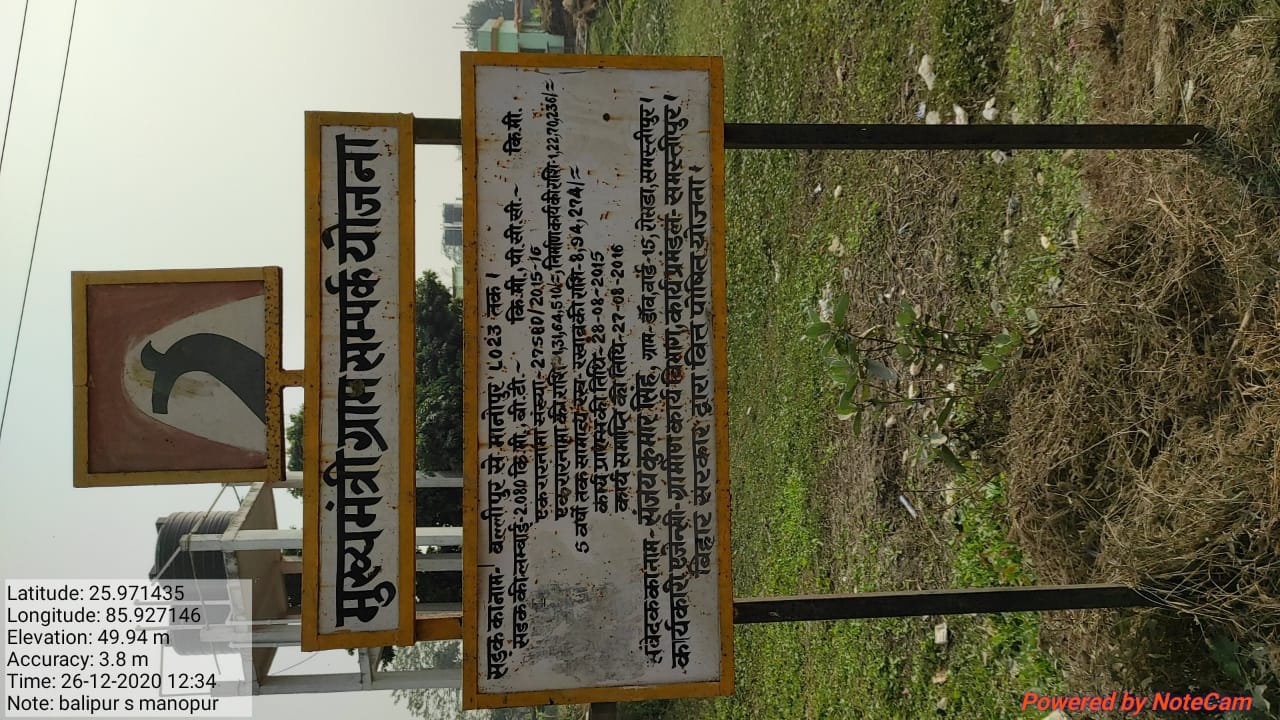 मुख्यमंत्री ग्राम सम्पर्क योजना
सड़क का नाम- बल्लीपुर से मानोपुर L023 तक।
सड़क की लम्बाई-2.080 कि.मी., बी.टी.- कि.मी., पी.सी.सी.- कि.मी.
एकरारनामा संख्या- 27SBD/2015-16
एकरारनामा की राशि-1,31,64,510/=, निर्माण कार्य की राशि-1,22,70,236/=
5 वर्षो तक सामान्य रख-रखाव की राशि-8,94,274/=
कार्य प्रारम्भ की तिथि-28-08-2015
कार्य समाप्ति की तिथि-27-08-2016
संवेदक का नाम- संजय कुमार सिंह, ग्राम- वार्ड-15, रोसड़ा, समस्तीपुर।
कार्यकारी एजेन्सी-ग्रामीण कार्य विभाग, कार्य प्रमंडल- समस्तीपुर।
बिहार सरकार द्वारा वित्त पोषित योजना।
Latitude: 25.971435
Longitude: 85.927146
Elevation: 49.94 m
Accuracy: 3.8 m
Time: 26-12-2020 12:34
Note: balipur s manopur
Powered by NoteCam